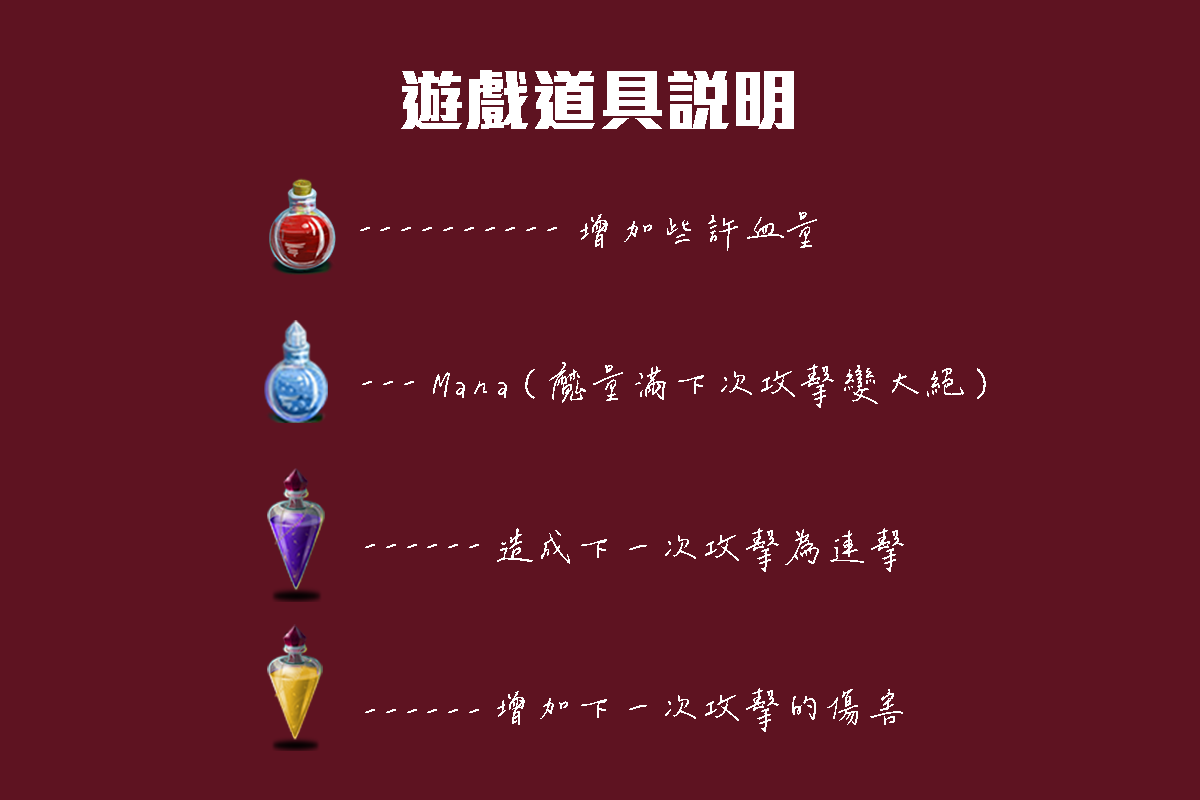 遊戲道具説明
---------- 增加些許血量
--- Mana(魔量滿下次攻擊變大絕)
------ 造成下一次攻擊為連擊
------ 增加下一次攻擊的傷害